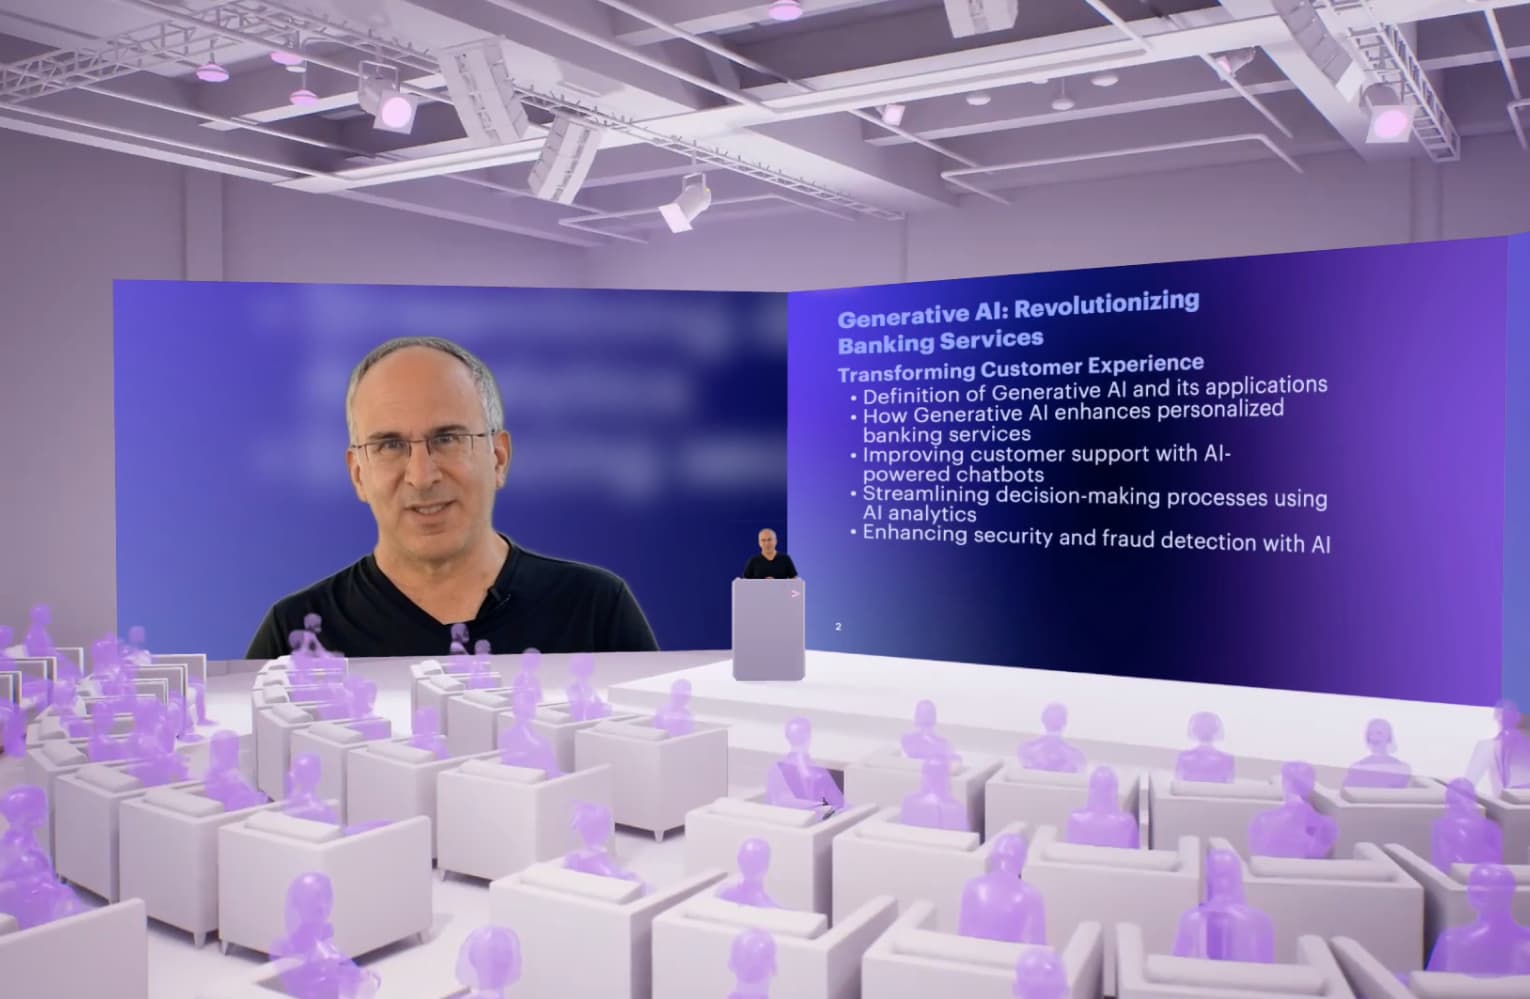 Generative AI: Revolutionizing
Banking Services
Transforming Customer Experience
• Definition of Generative AI and its applications
• How Generative AI enhances personalized
banking services
• Improving customer support with AI-
powered chatbots
• Streamlining decision-making processes using
AI analytics
• Enhancing security and fraud detection with AI
>
2